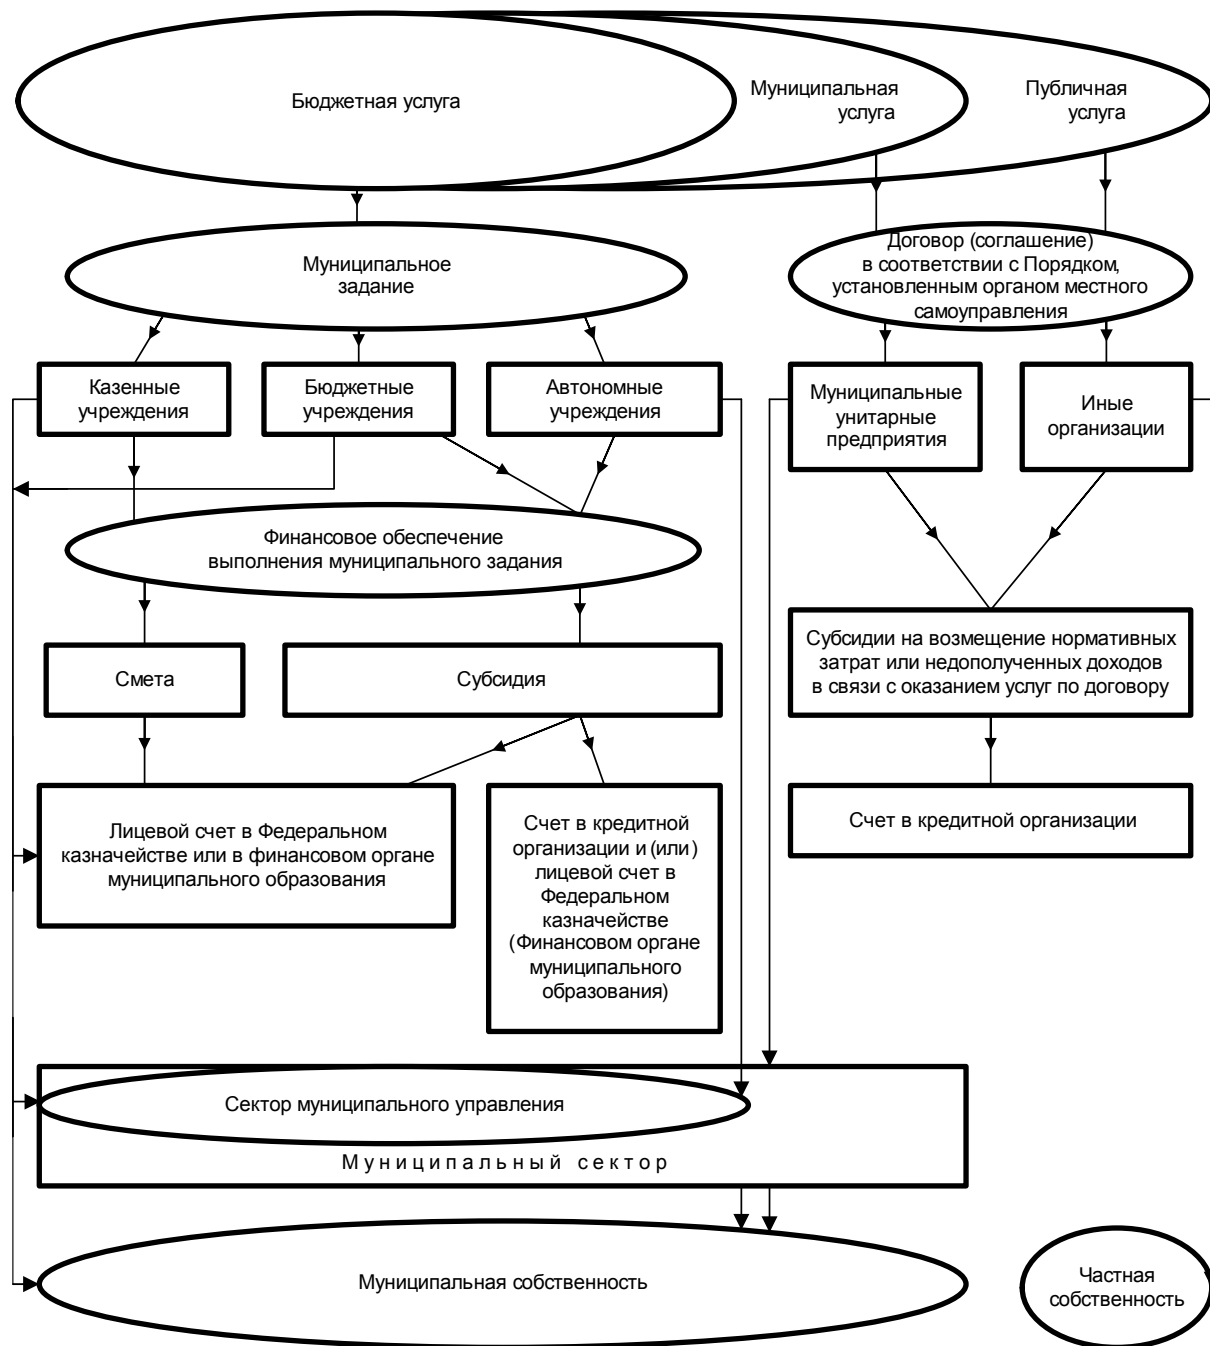 Бюджетная услуга
Муниципальная
услуга
Публичная
услуга
Муниципальное
задание
Договор (соглашение)
в соответствии с Порядком,
установленным органом местного
самоуправления
Казенные
учреждения
Бюджетные
учреждения
Автономные
учреждения
Муниципальные
унитарные
предприятия
Иные
организации
Финансовое обеспечение
выполнения муниципального задания
Смета
Субсидия
Субсидии на возмещение нормативных
затрат или недополученных доходов
в связи с оказанием услуг по договору
Лицевой счет в Федеральном
казначействе или в финансовом органе
муниципального образования
Счет в кредитной
организации и (или)
лицевой счет в
Федеральном
казначействе
(Финансовом органе
муниципального
образования)
Счет в кредитной организации
Сектор муниципального управления
Муниципальный сектор
Муниципальная собственность
Частная
собственность